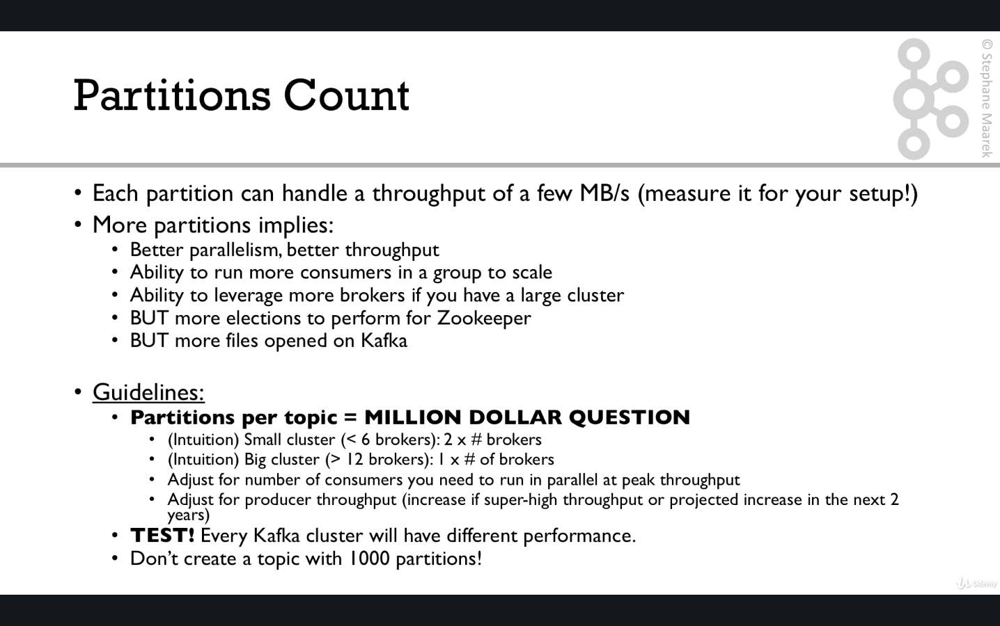 © Stephane Maarek
Partitions Count
• Each partition can handle a throughput of a few MB/s (measure it for your setup!)
• More partitions implies:
• Better parallelism, better throughput
• Ability to run more consumers in a group to scale
• Ability to leverage more brokers if you have a large cluster
• BUT more elections to perform for Zookeeper
• BUT more files opened on Kafka
• Guidelines:
• Partitions per topic = MILLION DOLLAR QUESTION
• (Intuition) Small cluster (< 6 brokers): 2 x # brokers
• (Intuition) Big cluster (> 12 brokers): 1 x # of brokers
• Adjust for number of consumers you need to run in parallel at peak throughput
• Adjust for producer throughput (increase if super-high throughput or projected increase in the next 2
years)
• TEST! Every Kafka cluster will have different performance.
• Don’t create a topic with 1000 partitions!
Udemy